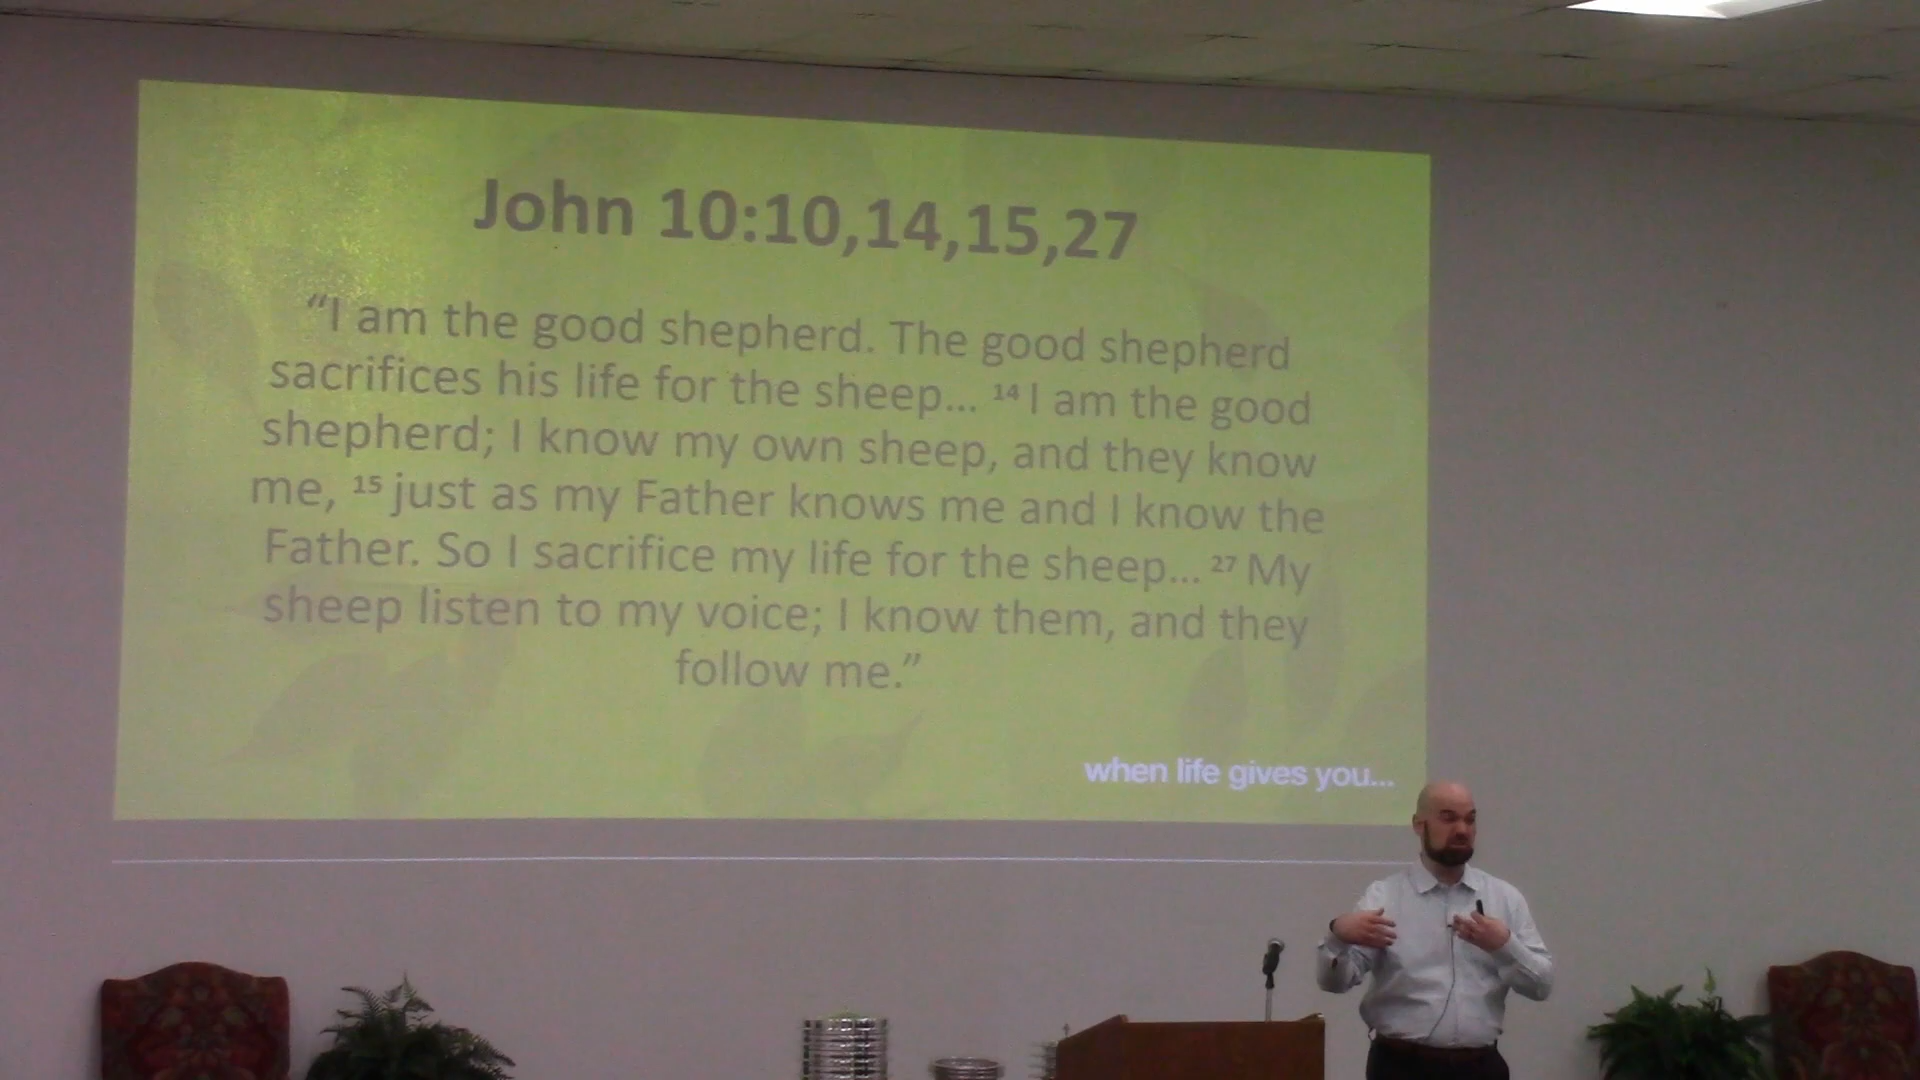 John 10:10,14,15,27
“I am the good shepherd. The good shepherd
sacrifices his life for the sheep... 14 I am the good
shepherd; I know my own sheep, and they know
me, 15 just as my Father knows me and I know the
Father. So I sacrifice my life for the sheep... 27 My
sheep listen to my voice; I know them, and they
follow me.”
when life gives you...